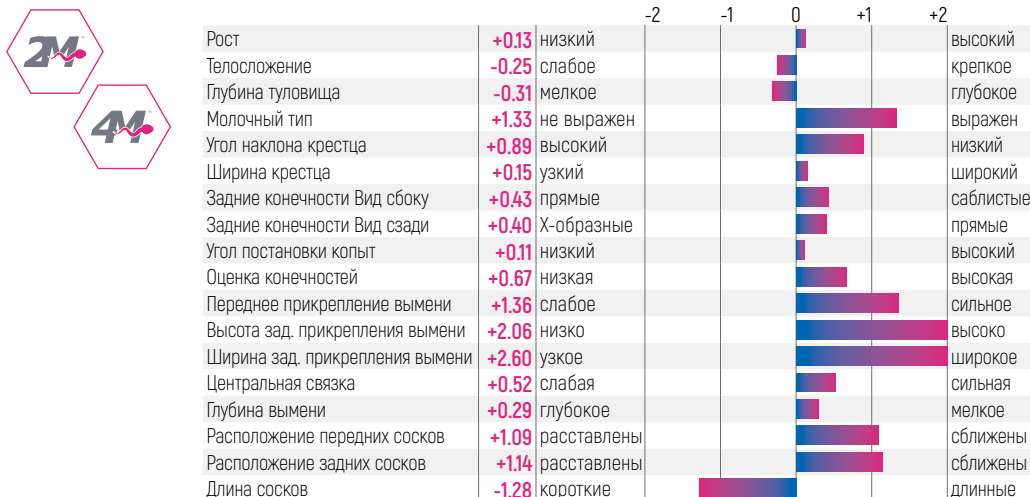 2M™
4M™
-2 -1 0 +1 +2
Рост +0.13 низкий высокий
Телосложение -0.25 слабое крепкое
Глубина туловища -0.31 мелкое глубокое
Молочный тип +1.33 не выражен выражен
Угол наклона крестца +0.89 высокий низкий
Ширина крестца +0.15 узкий широкий
Задние конечности Вид сбоку +0.43 прямые саблистые
Задние конечности Вид сзади +0.40 Х-образные прямые
Угол постановки копыт +0.11 низкий высокий
Оценка конечностей +0.67 низкая высокая
Переднее прикрепление вымени +1.36 слабое сильное
Высота зад. прикрепления вымени +2.06 низко высоко
Ширина зад. прикрепления вымени +2.60 узкое широкое
Центральная связка +0.52 слабая сильная
Глубина вымени +0.29 глубокое мелкое
Расположение передних сосков +1.09 расставлены сближены
Расположение задних сосков +1.14 расставлены сближены
Длина сосков -1.28 короткие длинные